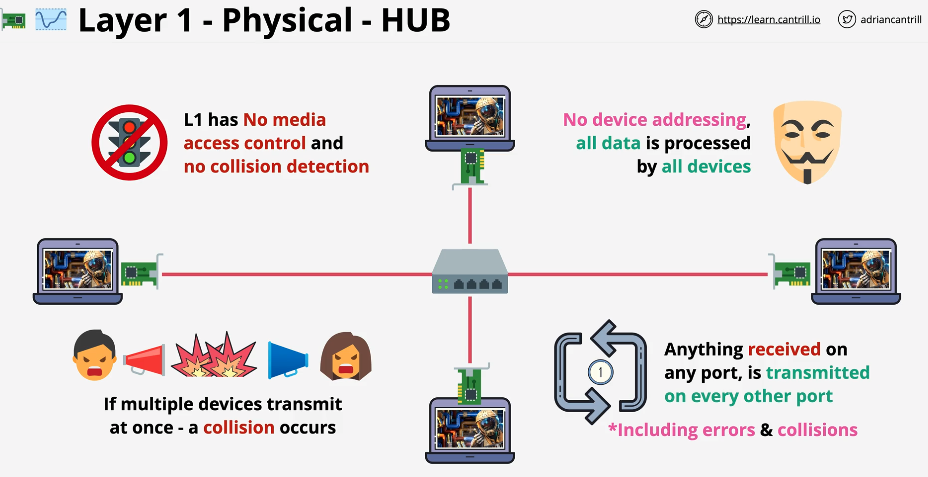 Layer 1 - Physical - HUB
https://learn.cantrill.io
adriancantrill
L1 has No media
access control and
no collision detection
No device addressing,
all data is processed
by all devices
If multiple devices transmit
at once - a collision occurs
1
Anything received on
any port, is transmitted
on every other port
*Including errors & collisions